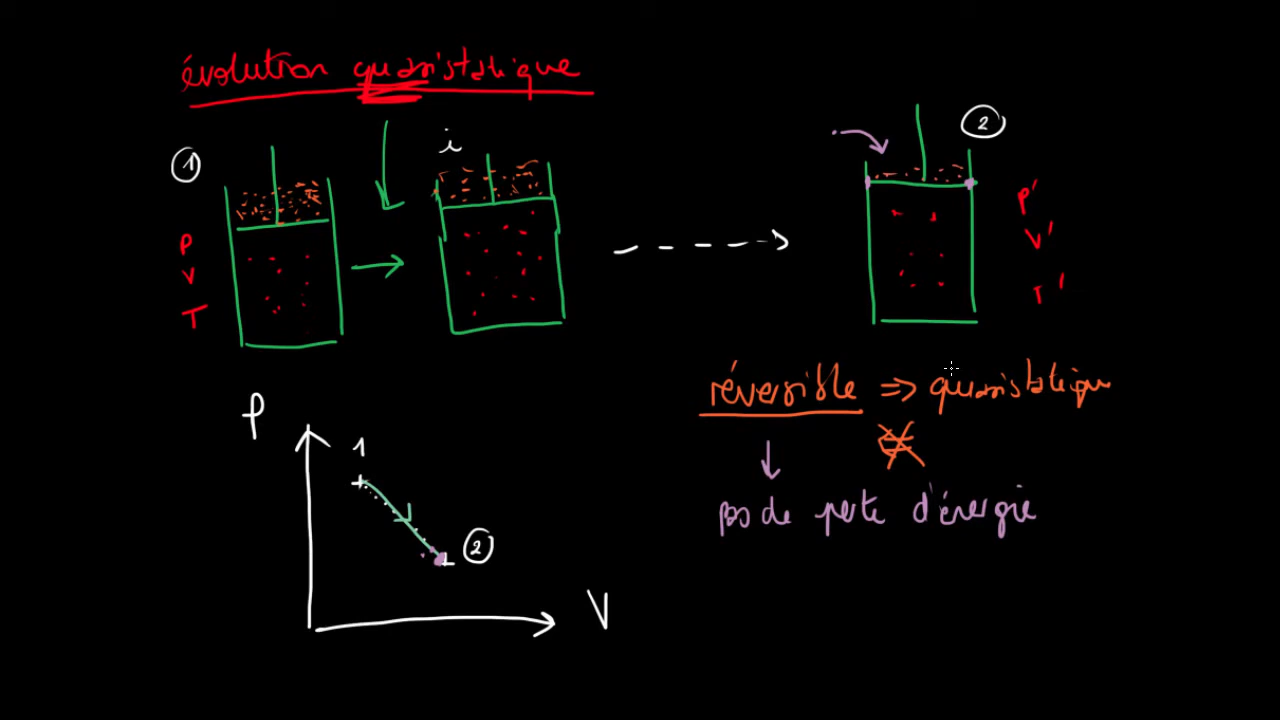 évolution quasistatique
1
i
2
P
V
T
P'
V'
T'
réversible => quasistatique
pas de perte d'énergie
P
1
2
V